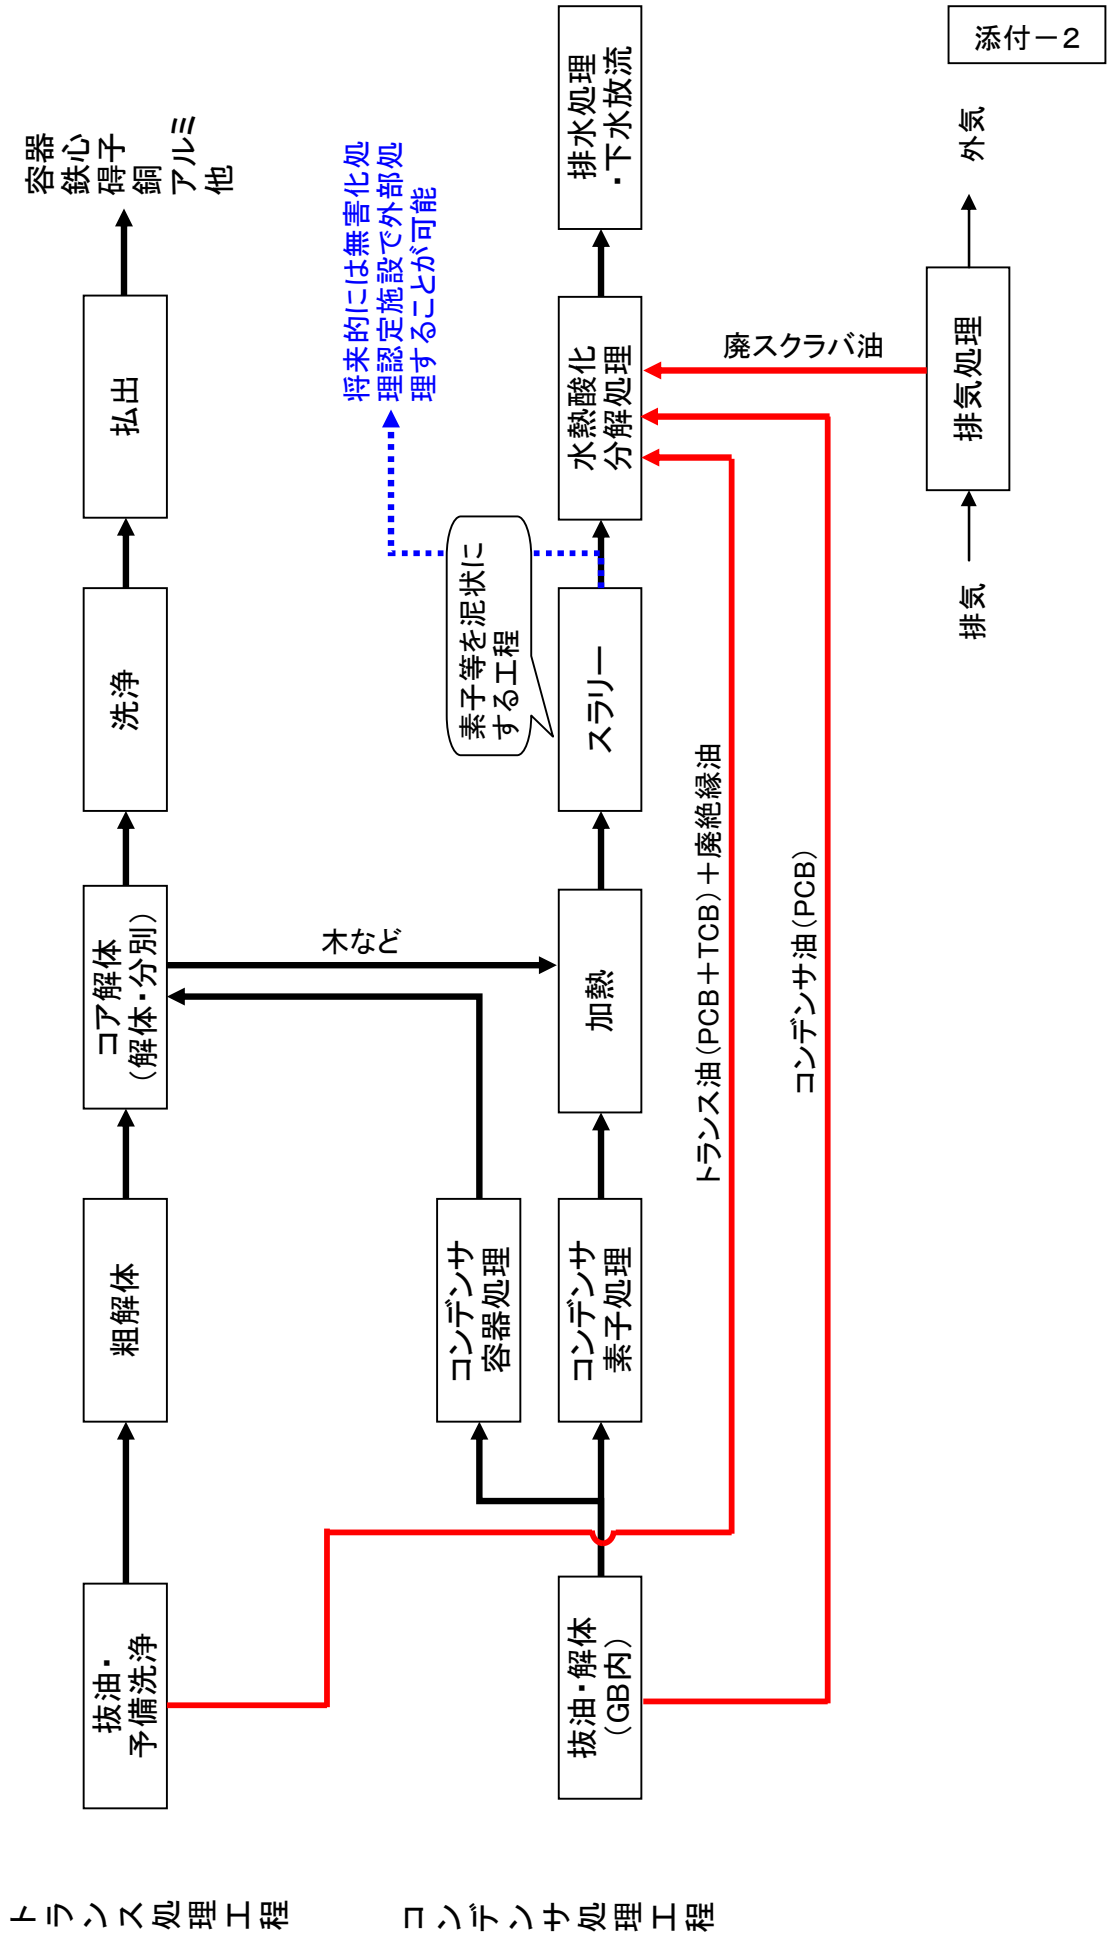 添付－2
トランス処理工程
抜油・
予備洗浄
粗解体
コア解体
(解体・分別)
洗浄
払出
容器
鉄心
碍子
銅
アルミ
他
木など
将来的には無害化処
理認定施設で外部処
理することが可能
コンデンサ処理工程
抜油・解体
(GB内)
コンデンサ
容器処理
コンデンサ
素子処理
加熱
スラリー
素子等を泥状に
する工程
水熱酸化
分解処理
排水処理
・下水放流
トランス油(PCB＋TCB)＋廃絶縁油
コンデンサ油(PCB)
廃スクラバ油
排気
排気処理
外気